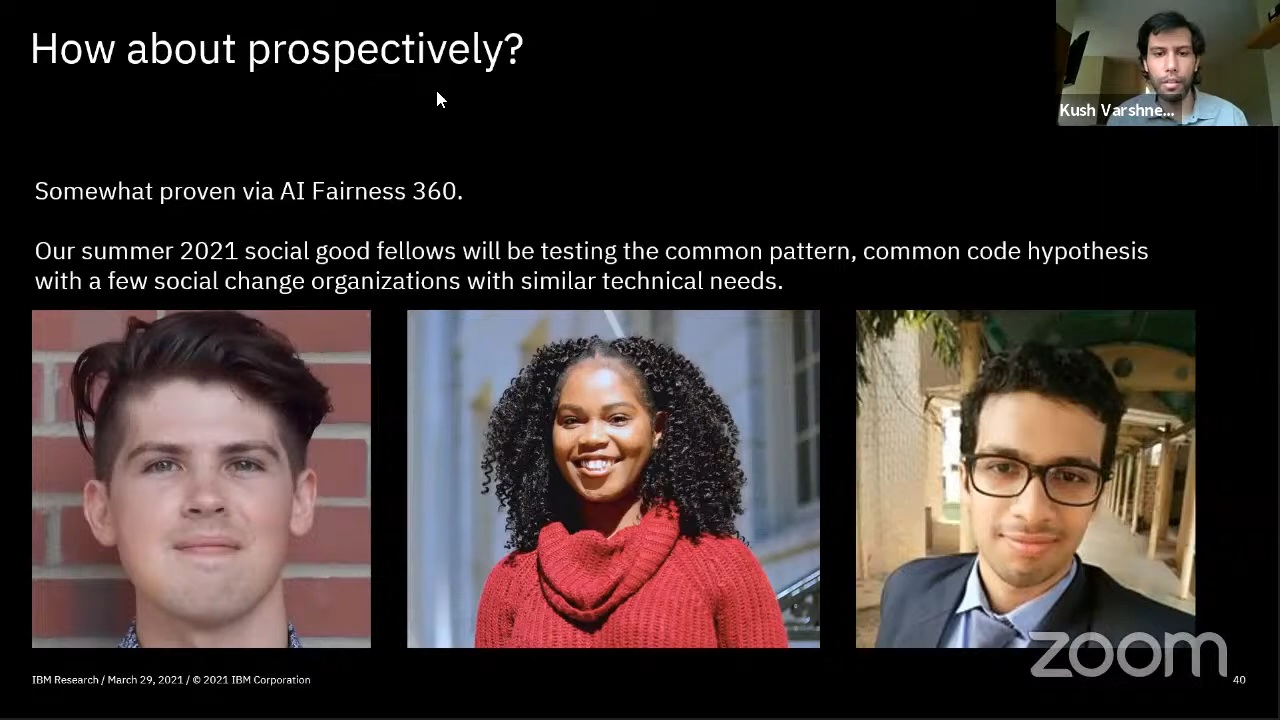 How about prospectively?
Kush Varshne...
Somewhat proven via AI Fairness 360.
Our summer 2021 social good fellows will be testing the common pattern, common code hypothesis
with a few social change organizations with similar technical needs.
zoom
IBM Research / March 29, 2021 / © 2021 IBM Corporation
40